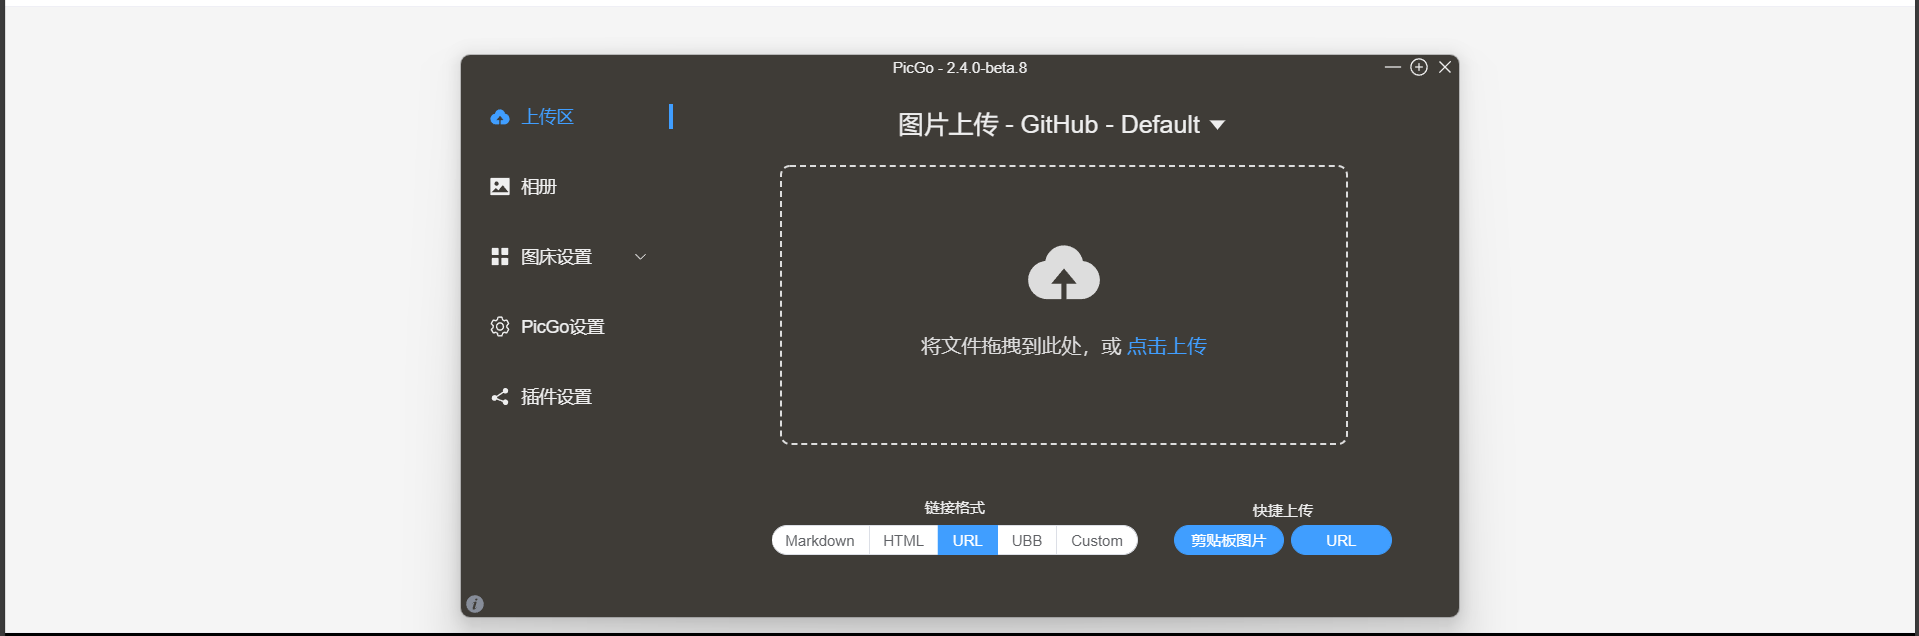 PicGo - 2.4.0-beta.8
上传区
相册
图床设置
PicGo设置
插件设置
图片上传 - GitHub - Default
将文件拖拽到此处，或 点击上传
链接格式
Markdown HTML URL UBB Custom
快捷上传
剪贴板图片 URL
i